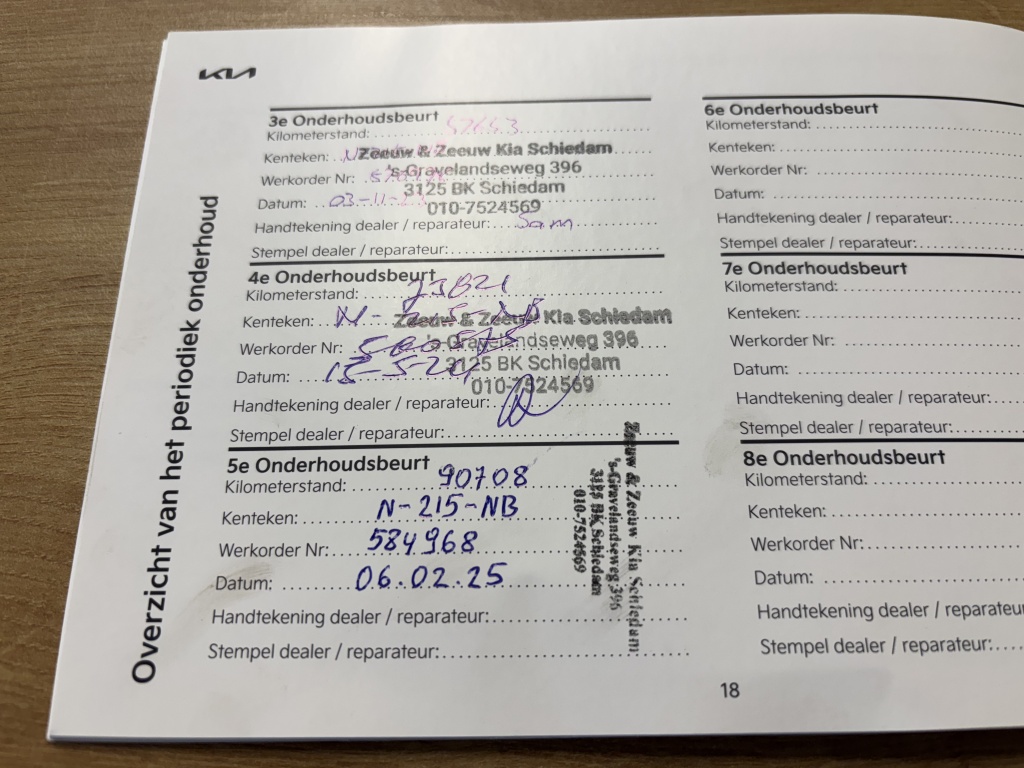 KIA
Overzicht van het periodiek onderhoud
3e Onderhoudsbeurt
Kilometerstand:
Kenteken:
Zeeuw & Zeeuw Kia Schiedam
's-Gravelandseweg 396
Werkorder Nr:
3125 BK Schiedam
Datum: 03-11-
010-7524569
Handtekening dealer / reparateur: Sam
Stempel dealer / reparateur:
4e Onderhoudsbeurt
Kilometerstand:
Kenteken: N-
Zeeuw & Zeeuw Kia Schiedam
Werkorder Nr:
's-Gravelandseweg 396
3125 BK Schiedam
Datum: 15-5-24
010-7524569
Handtekening dealer / reparateur:
Stempel dealer / reparateur:
5e Onderhoudsbeurt
Kilometerstand: 90708
Kenteken: N-215-NB
Werkorder Nr: 584968
Datum: 06.02.25
Handtekening dealer / reparateur:
Stempel dealer / reparateur:
Zeeuw & Zeeuw Kia Schiedam
's-Gravelandseweg 396
3125 BK Schiedam
010-7524569
6e Onderhoudsbeurt
Kilometerstand:
Kenteken:
Werkorder Nr:
Datum:
Handtekening dealer / reparateur:
Stempel dealer / reparateur:
7e Onderhoudsbeurt
Kilometerstand:
Kenteken:
Werkorder Nr:
Datum:
Handtekening dealer / reparateur:
Stempel dealer / reparateur:
8e Onderhoudsbeurt
Kilometerstand:
Kenteken:
Werkorder Nr:
Datum:
Handtekening dealer / reparateu
Stempel dealer / reparateur:
18